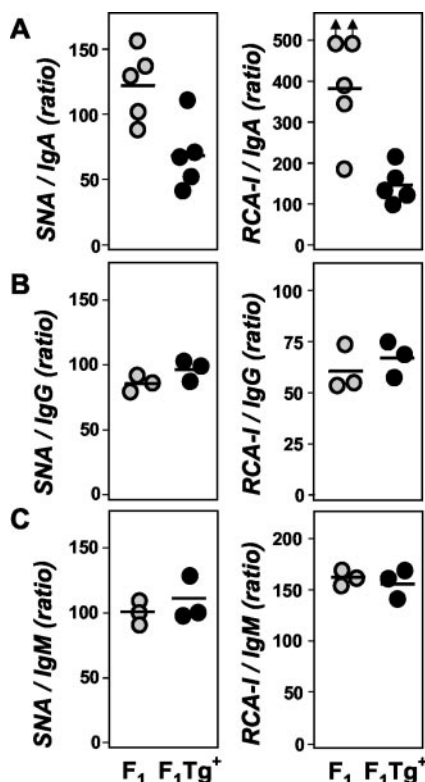 A
SNA / IgA (ratio)
150
100
50
0
RCA-I / IgA (ratio)
500
400
300
200
100
0
B
SNA / IgG (ratio)
150
100
50
0
RCA-I / IgG (ratio)
100
75
50
25
0
C
SNA / IgM (ratio)
150
100
50
0
RCA-I / IgM (ratio)
200
150
100
50
0
F₁ F₁Tg⁺ F₁ F₁Tg⁺